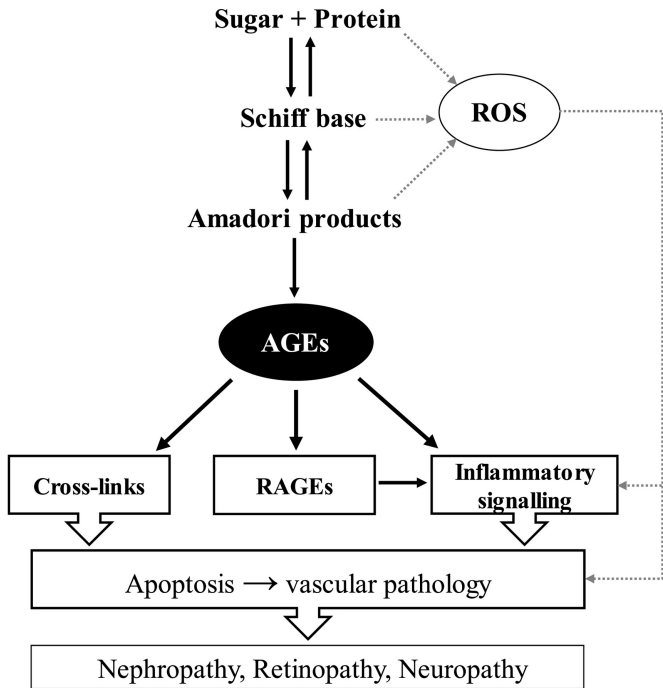 Sugar + Protein
Schiff base
ROS
Amadori products
AGEs
Cross-links
RAGEs
Inflammatory
signalling
Apoptosis → vascular pathology
Nephropathy, Retinopathy, Neuropathy